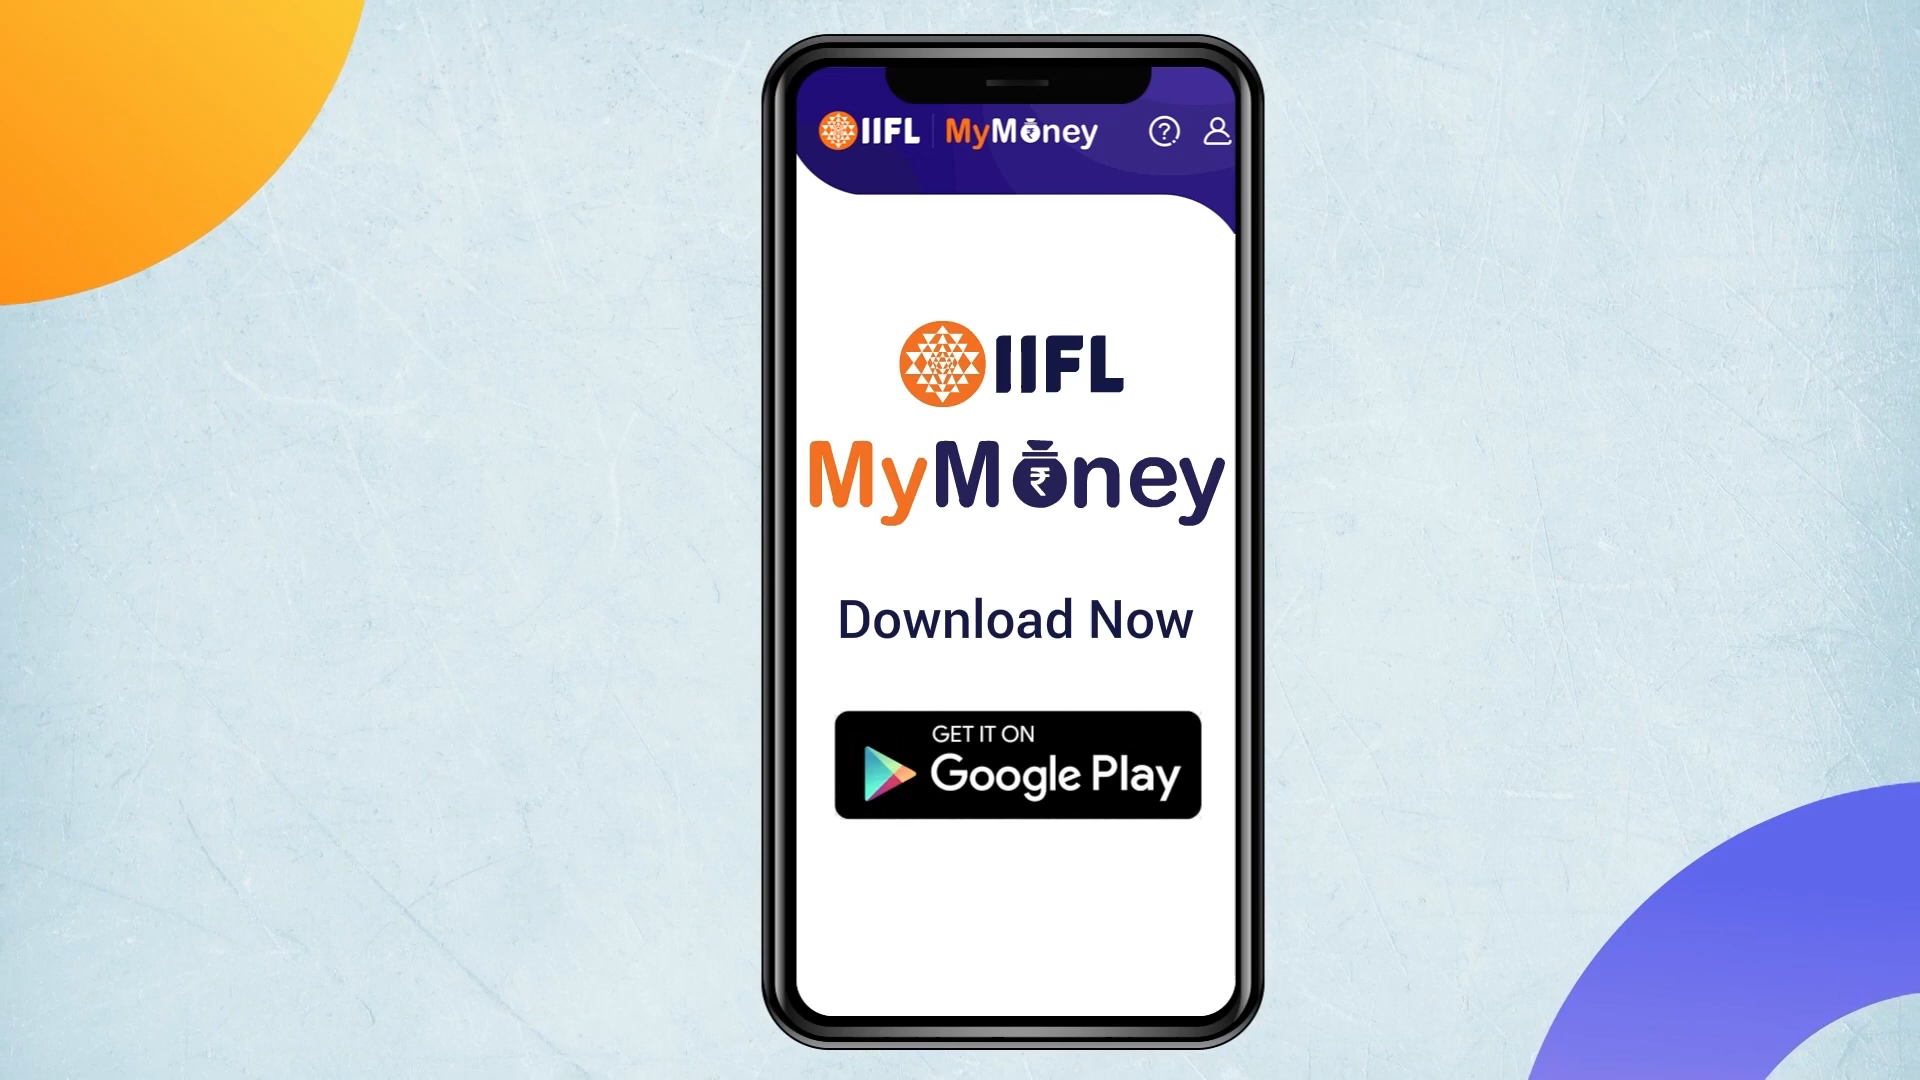 IIFL MyMoney
IIFL
MyMoney
Download Now
GET IT ON
Google Play